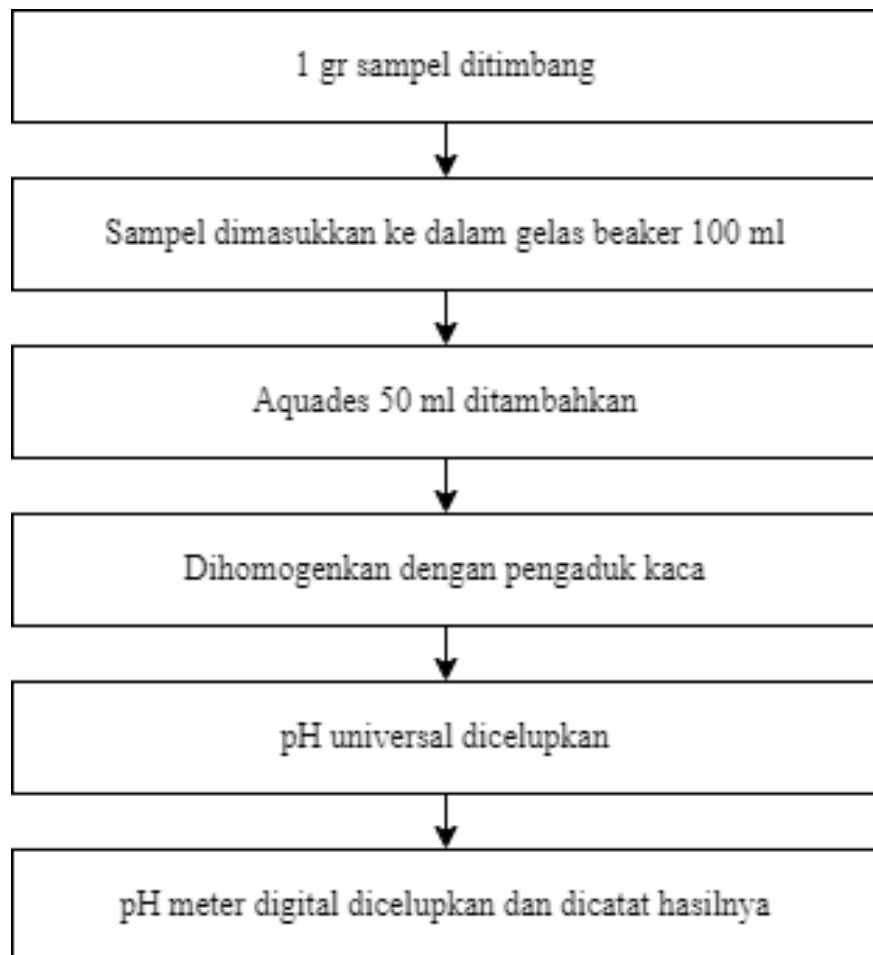 1 gr sampel ditimbang
Sampel dimasukkan ke dalam gelas beaker 100 ml
Aquades 50 ml ditambahkan
Dihomogenkan dengan pengaduk kaca
pH universal dicelupkan
pH meter digital dicelupkan dan dicatat hasilnya